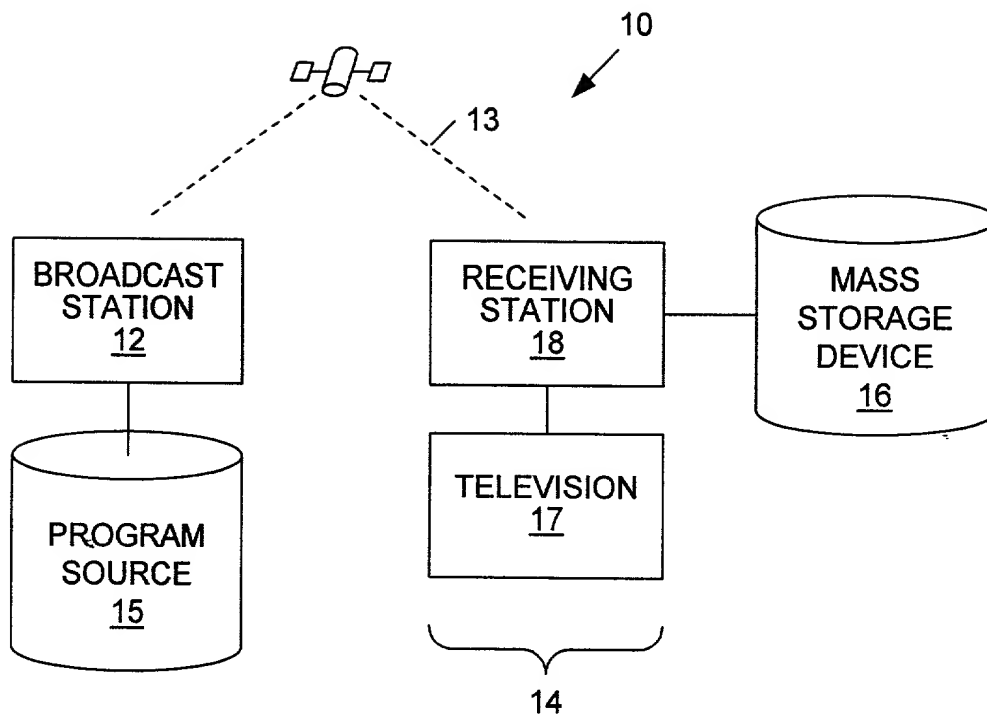 10
13
BROADCAST
STATION
12
RECEIVING
STATION
18
MASS
STORAGE
DEVICE
16
PROGRAM
SOURCE
15
TELEVISION
17
14